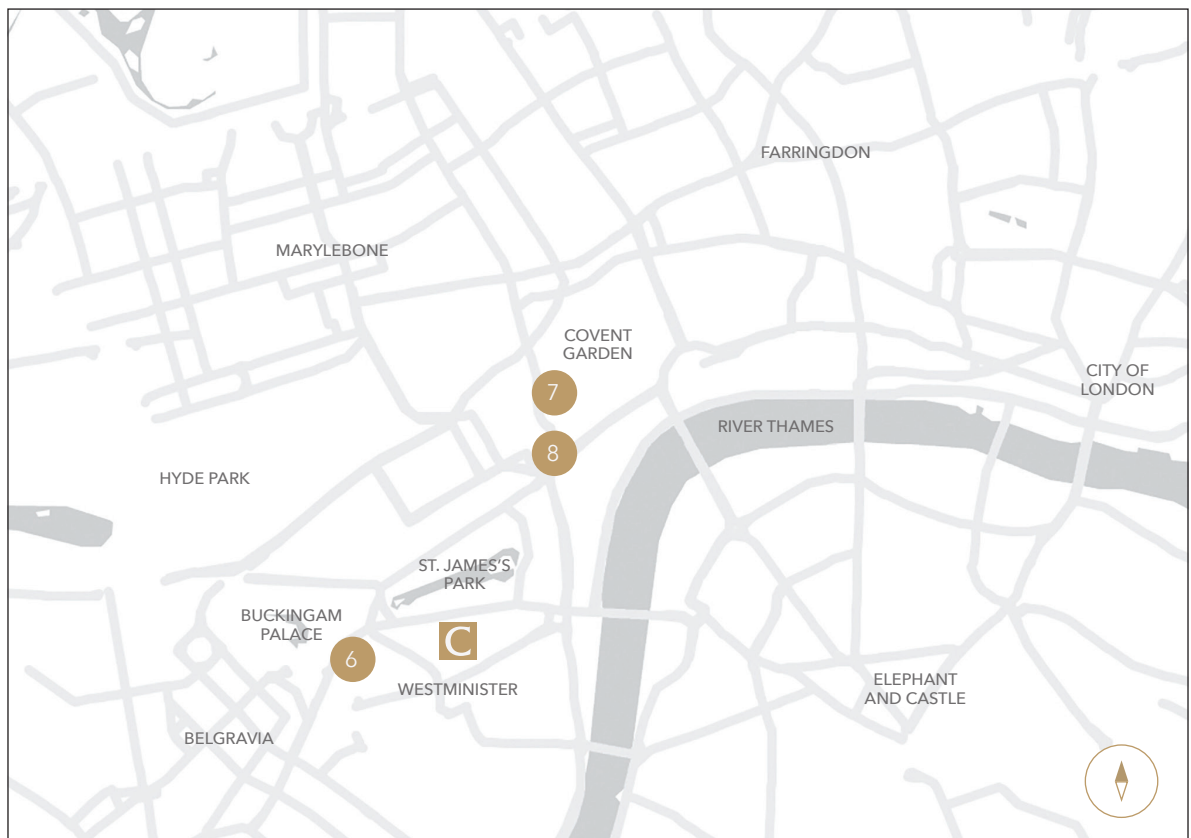 FARRINGDON
MARYLEBONE
COVENT
GARDEN
CITY OF
LONDON
7
RIVER THAMES
8
HYDE PARK
ST. JAMES'S
PARK
BUCKINGAM
PALACE
C
6
WESTMINISTER
ELEPHANT
AND CASTLE
BELGRAVIA